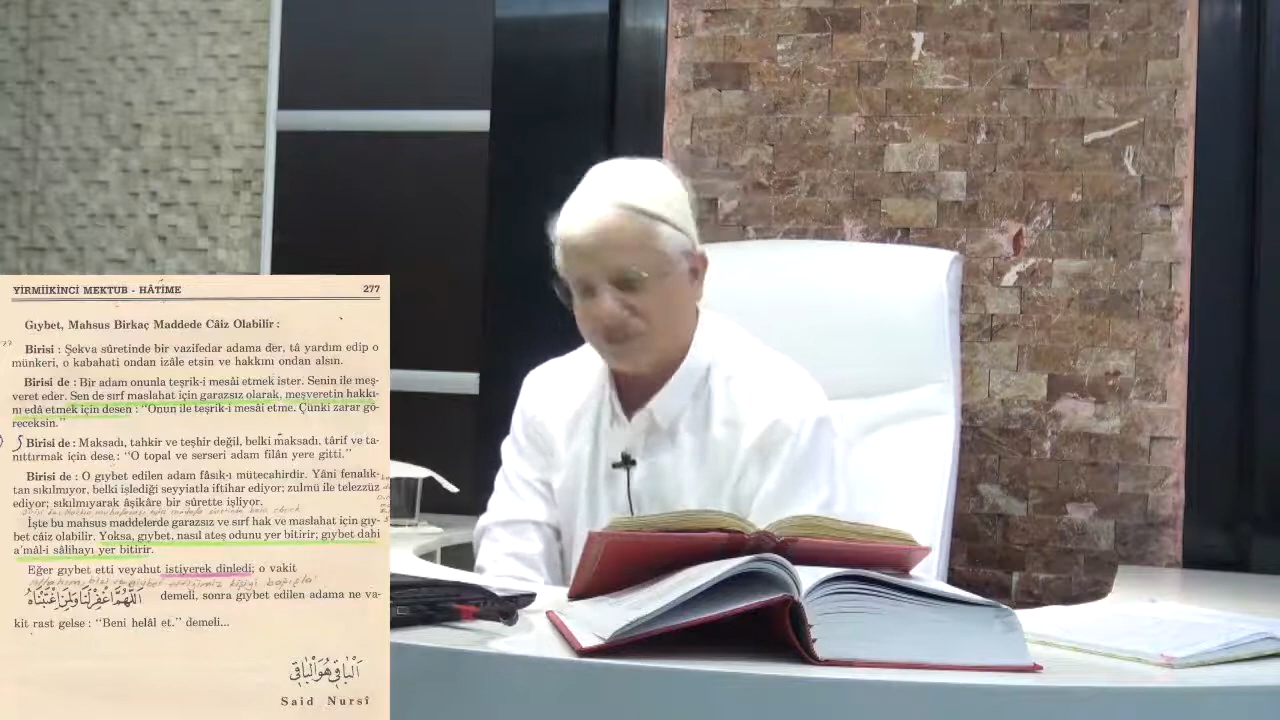 YİRMİİKİNCİ MEKTUB - HÂTİME 277
Gıybet, Mahsus Birkaç Maddede Câiz Olabilir :
Birisi : Şekva sûretinde bir vazifedar adama der, tâ yardım edip o
münkeri, o kabahati ondan izâle etsin ve hakkını ondan alsın.
Birisi de : Bir adam onunla teşrik-i mesâi etmek ister. Senin ile meş-
veret eder. Sen de sırf maslahat için garazsız olarak, meşveretin hakkı-
nı edâ etmek için desen : "Onun ile teşrik-i mesâi etme. Çünki zarar gö-
receksin."
Birisi de : Maksadı, tahkir ve teşhir değil, belki maksadı, târif ve ta-
nıttırmak için dese : "O topal ve serseri adam filân yere gitti."
Birisi de : O gıybet edilen adam fâsık-ı mütecahirdir. Yâni fenalık-
tan sıkılmıyor, belki işlediği seyyiatla iftihar ediyor; zulmü ile telezzüz
ediyor; sıkılmıyarak âşikâre bir sûrette işliyor.
İşte bu mahsus maddelerde garazsız ve sırf hak ve maslahat için gıy-
bet câiz olabilir. Yoksa, gıybet, nasıl ateş odunu yer bitirir; gıybet dahi
a'mâl-i sâlihayı yer bitirir.
Eğer gıybet etti veyahut istiyerek dinledi; o vakit
اَللّٰهُمَّ اغْفِرْلَنَا وَلِمَنِ اغْتَبْنَاهُ demeli, sonra gıybet edilen adama ne va-
kit rast gelse : "Beni helâl et." demeli...
اَلْبَاقِى هُوَ الْبَاقِى
Said Nursî